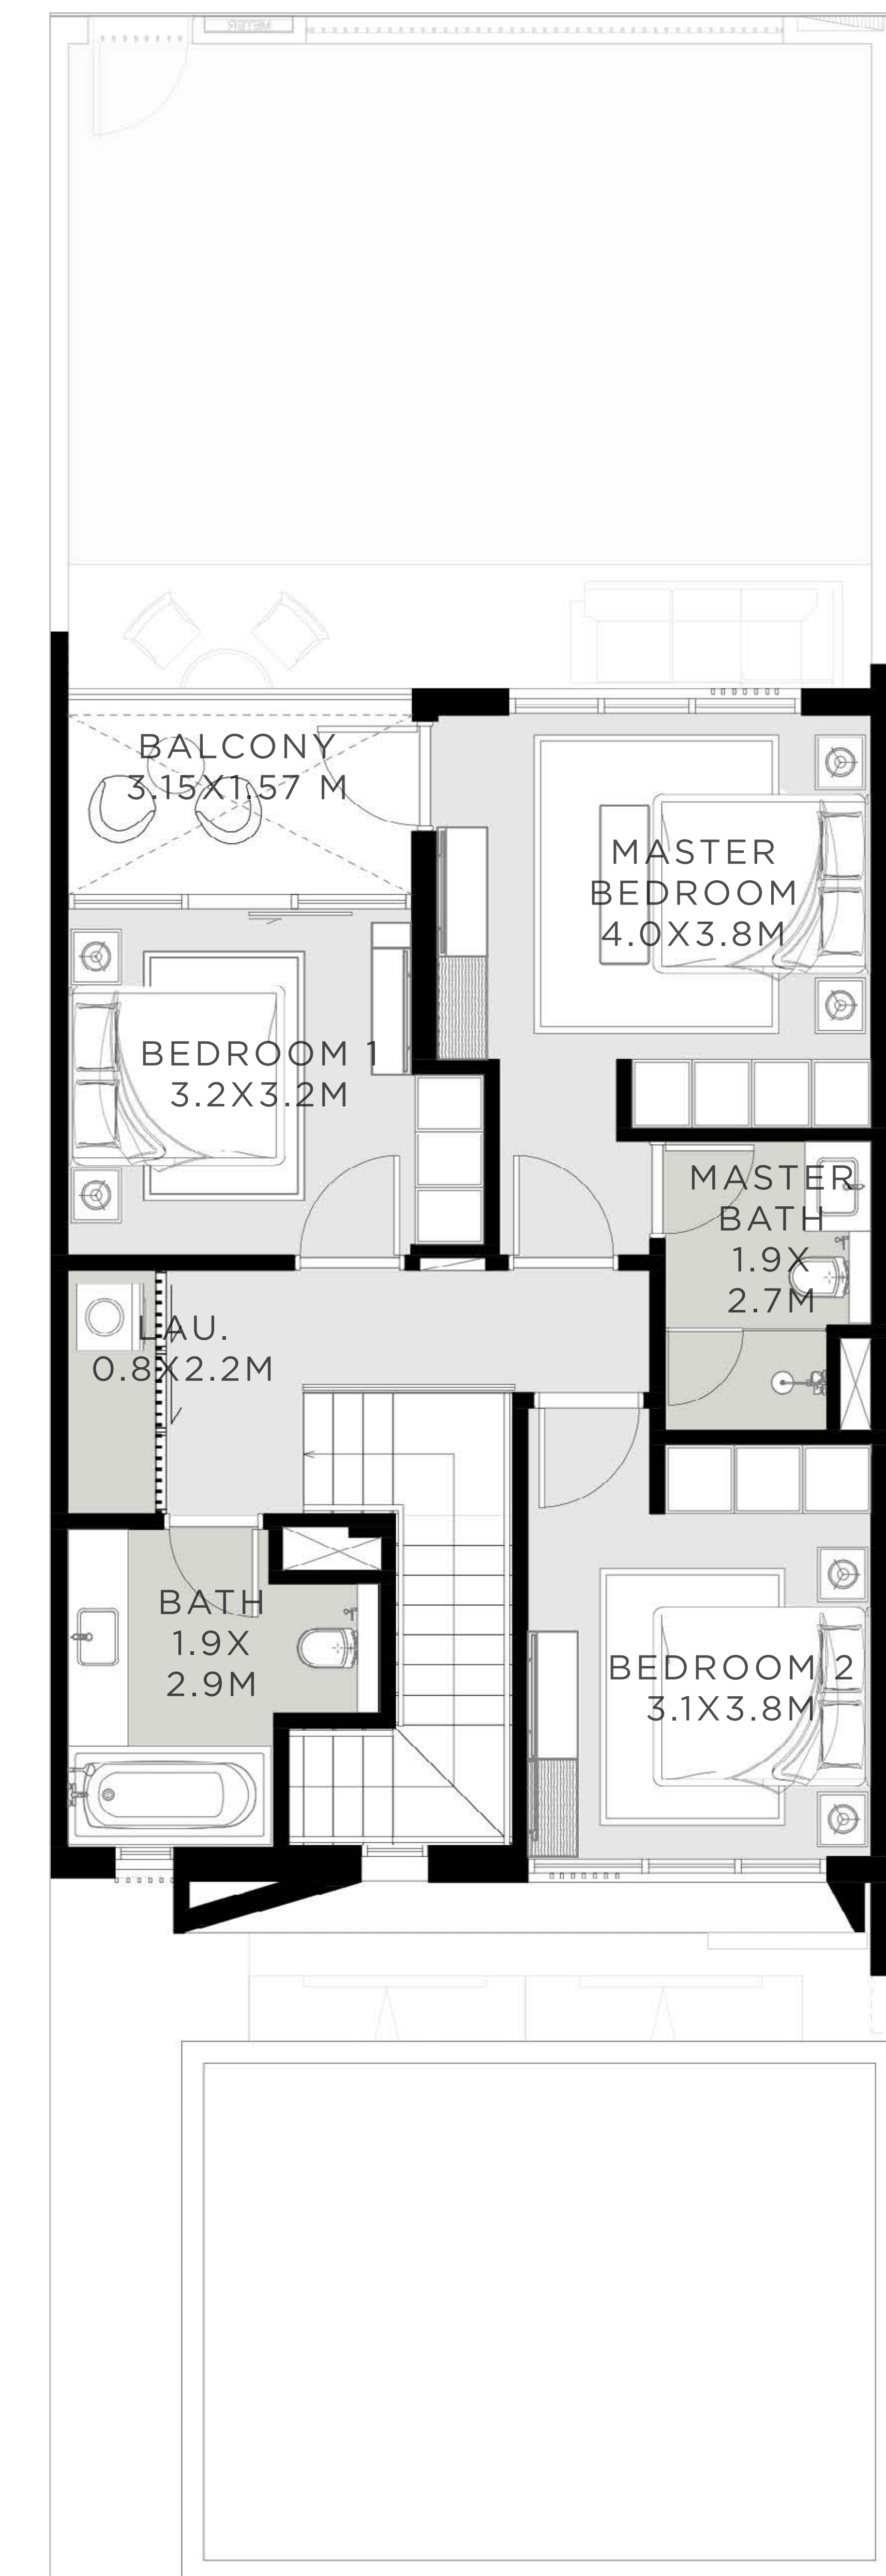 METER
BALCONY
3.15X1.57 M
MASTER
BEDROOM
4.0X3.8M
BEDROOM 1
3.2X3.2M
MASTER
BATH
1.9X
2.7M
LAU.
0.8X2.2M
BATH
1.9X
2.9M
BEDROOM 2
3.1X3.8M